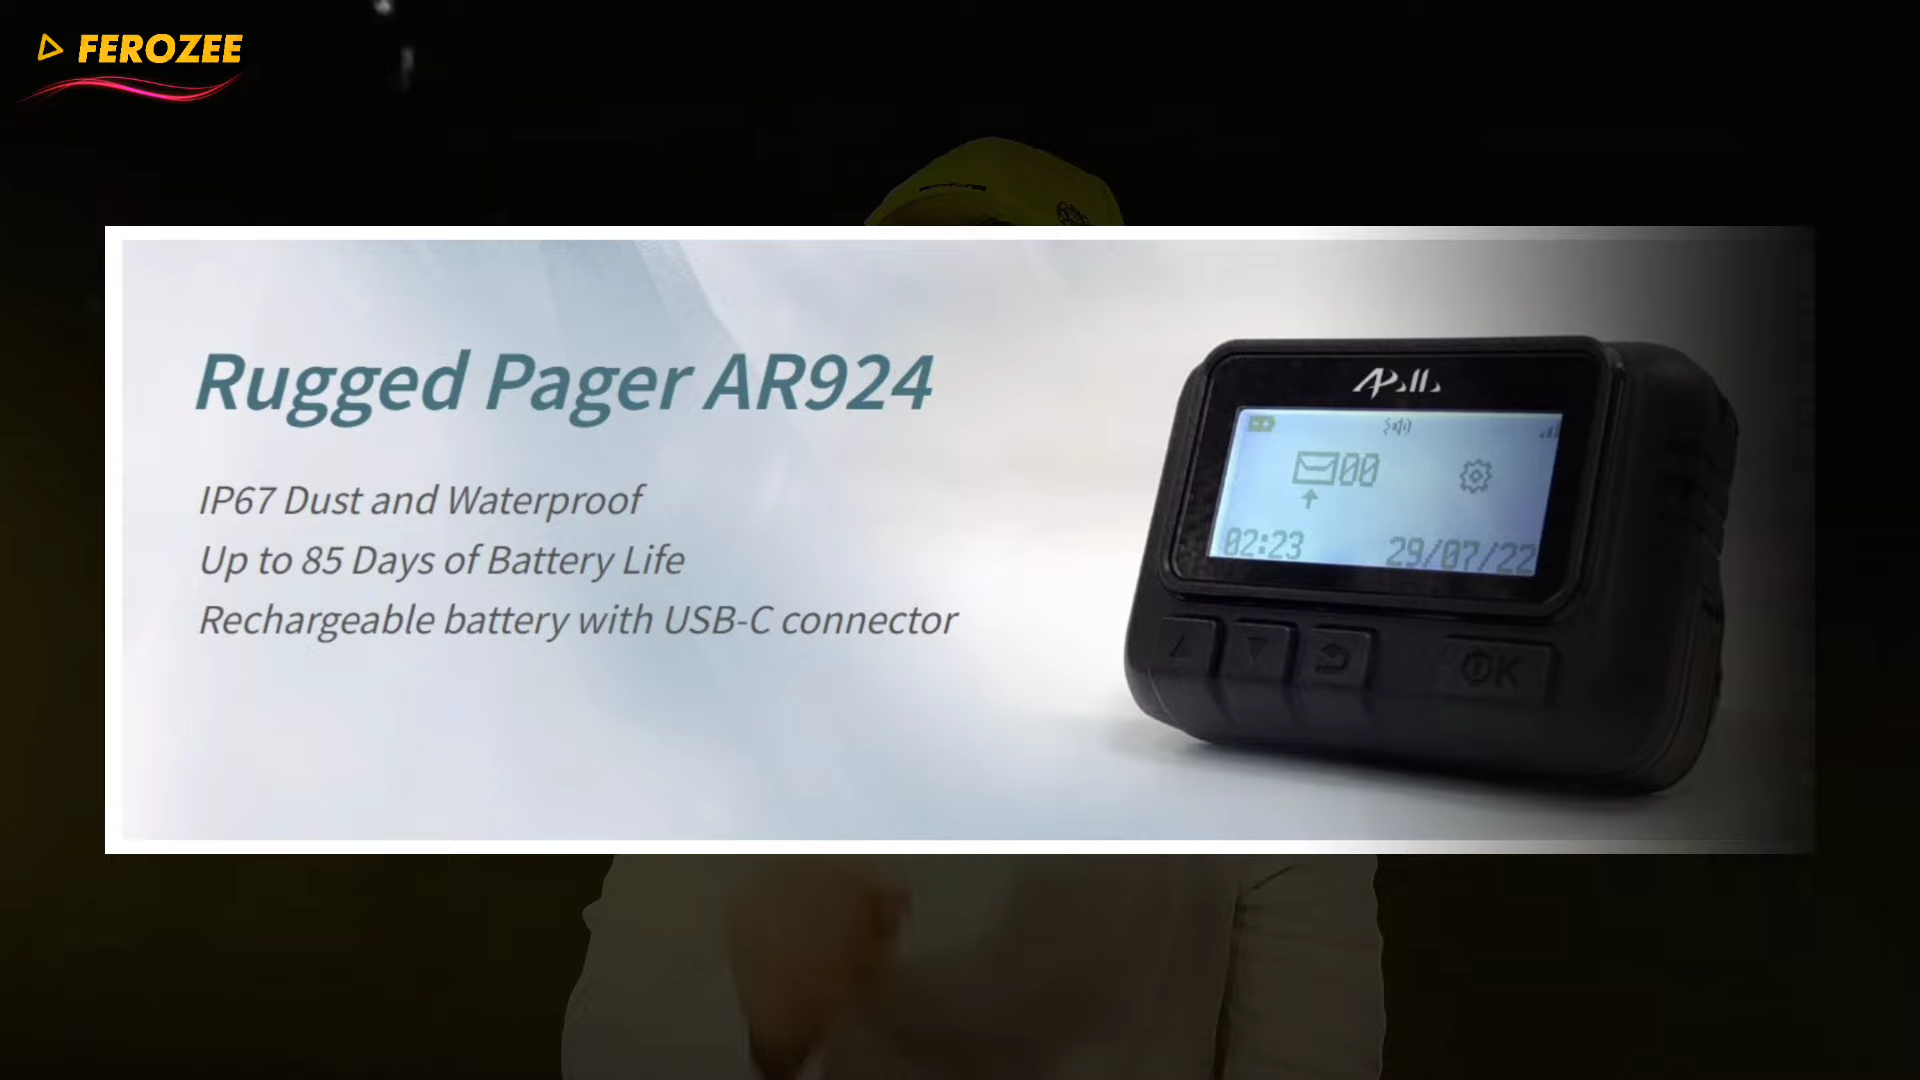 FEROZEE
Rugged Pager AR924
IP67 Dust and Waterproof
Up to 85 Days of Battery Life
Rechargeable battery with USB-C connector
Apollo
00
02:23
29/07/22
OK